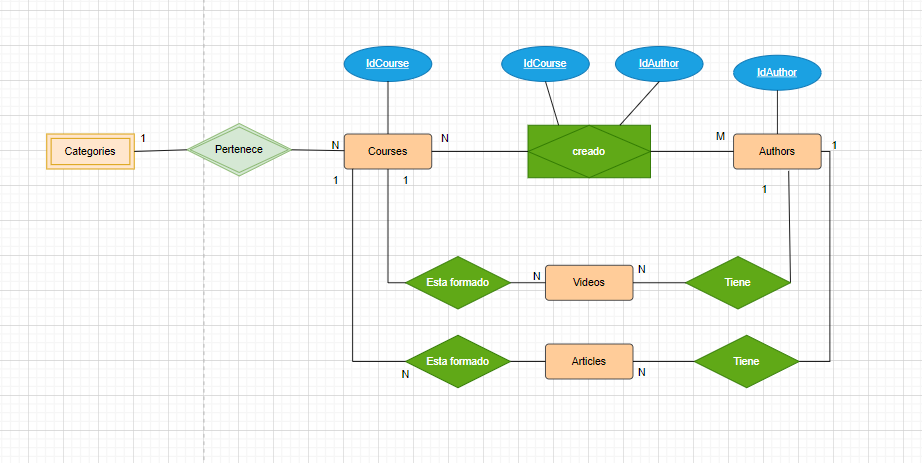 IdCourse
IdCourse
IdAuthor
IdAuthor
Categories
1
Pertenece
N
Courses
N
creado
M
Authors
1
1
1
1
Esta formado
N
Videos
N
Tiene
Esta formado
N
Articles
N
Tiene